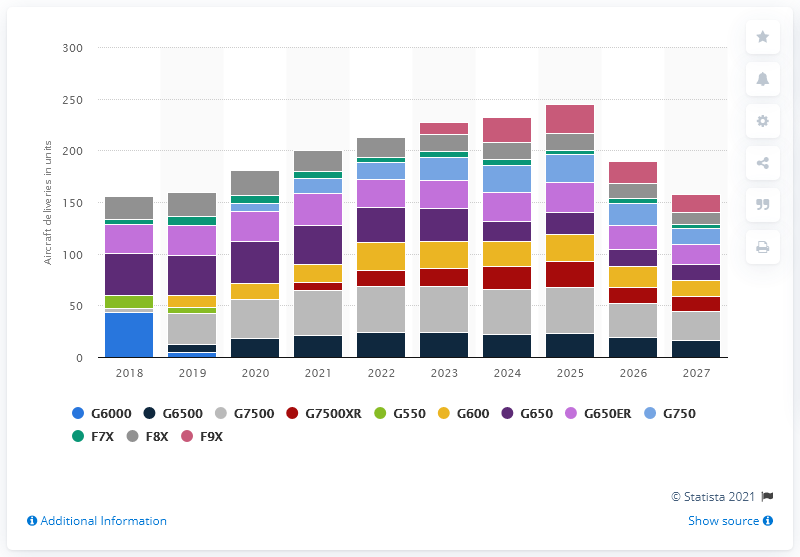 Aircraft deliveries in units
300
250
200
150
100
50
0
2018 2019 2020 2021 2022 2023 2024 2025 2026 2027
G6000 G6500 G7500 G7500XR G550 G600 G650 G650ER G750
F7X F8X F9X
© Statista 2021
Additional Information Show source